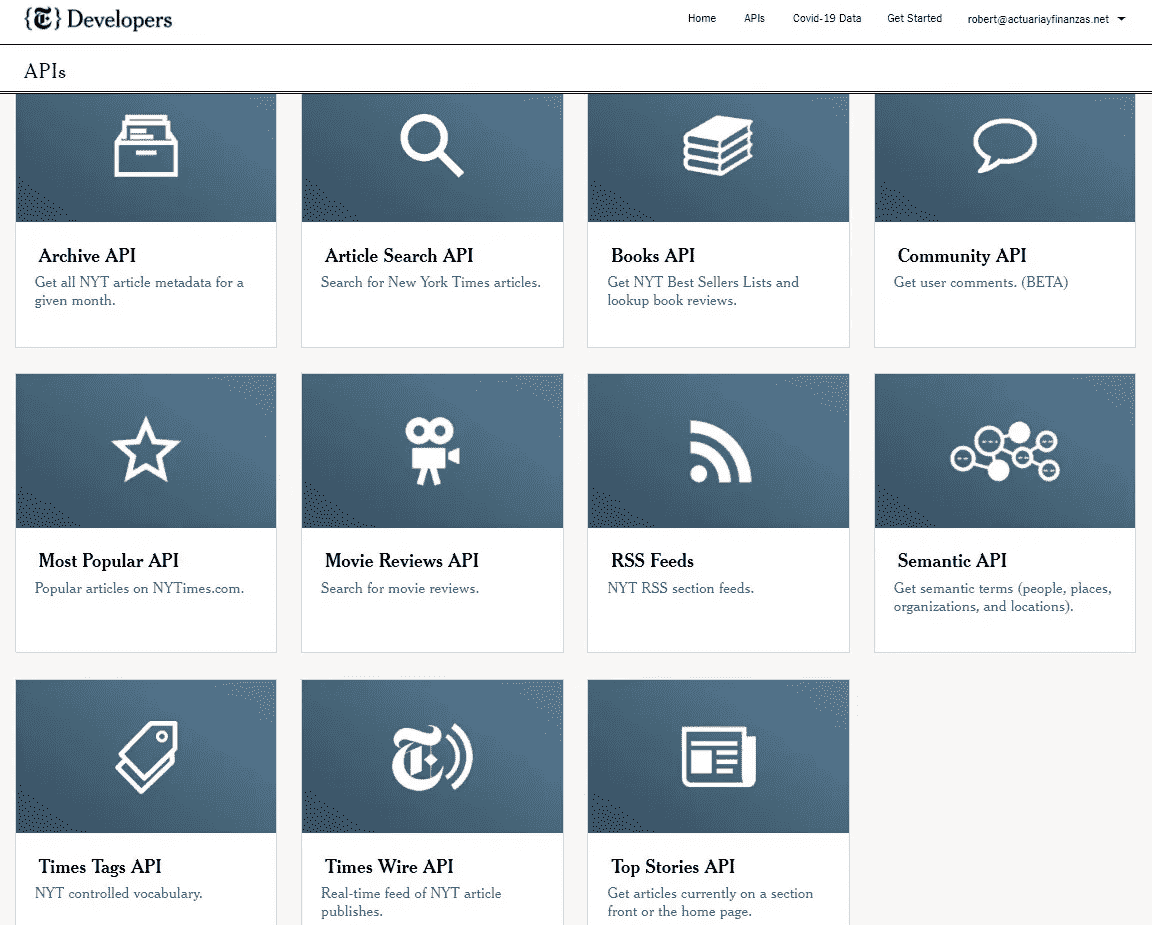 {T} Developers
Home APIs Covid-19 Data Get Started robert@actuariayfinanzas.net
APIs
Archive API
Get all NYT article metadata for a
given month.
Article Search API
Search for New York Times articles.
Books API
Get NYT Best Sellers Lists and
lookup book reviews.
Community API
Get user comments. (BETA)
Most Popular API
Popular articles on NYTimes.com.
Movie Reviews API
Search for movie reviews.
RSS Feeds
NYT RSS section feeds.
Semantic API
Get semantic terms (people, places,
organizations, and locations).
Times Tags API
NYT controlled vocabulary.
T
Times Wire API
Real-time feed of NYT article
publishes.
Top Stories API
Get articles currently on a section
front or the home page.